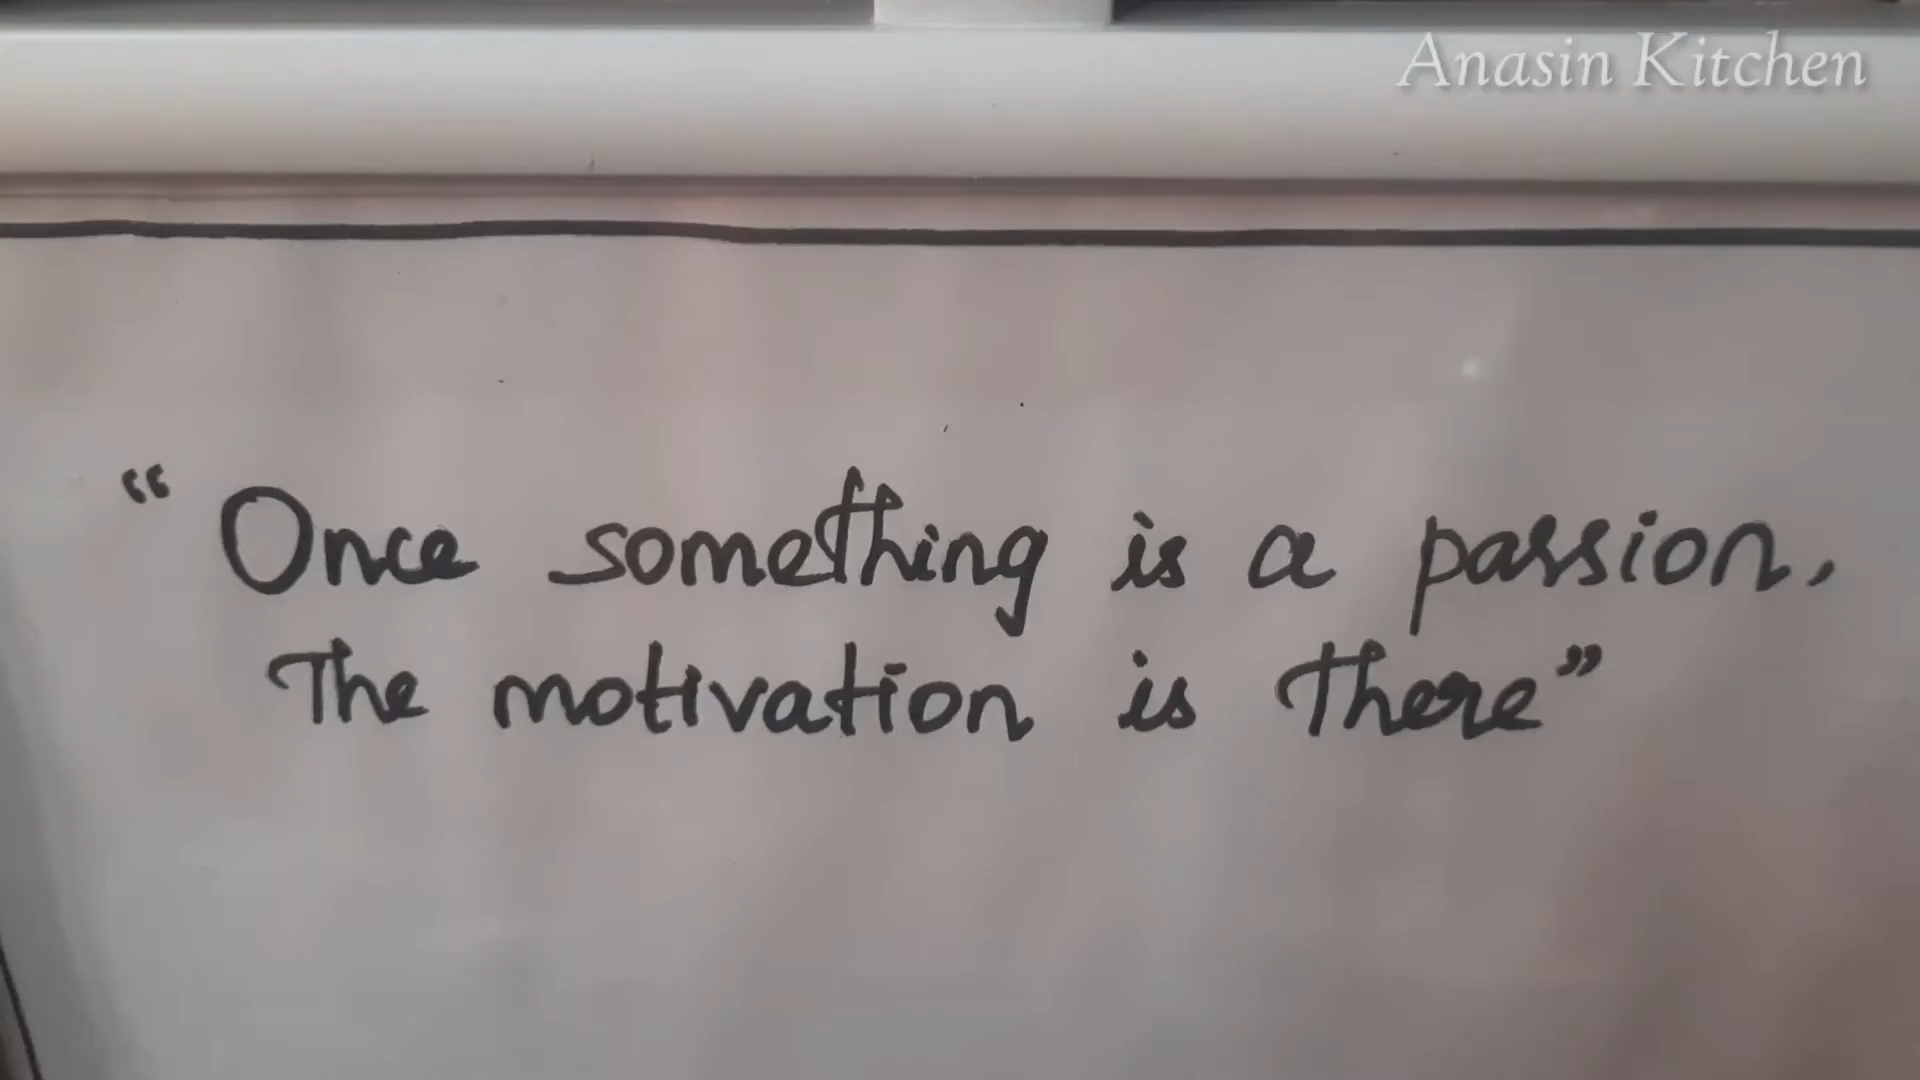 Anasin Kitchen
“Once something is a passion,
The motivation is there”